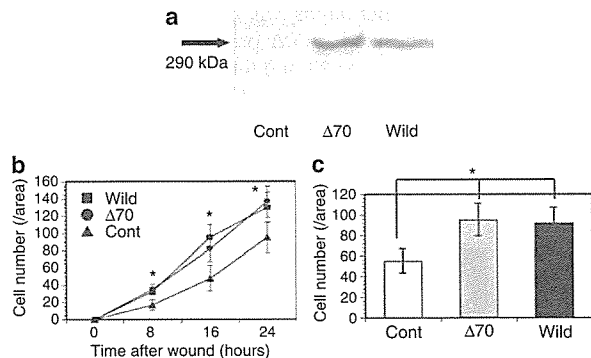 a
290 kDa
Cont Δ70 Wild
b
Cell number (/area)
160
140
120
100
80
60
40
20
0
Wild
Δ70
Cont
*
*
*
0 8 16 24
Time after wound (hours)
c
*
Cell number (/area)
120
100
80
60
40
20
0
Cont Δ70 Wild